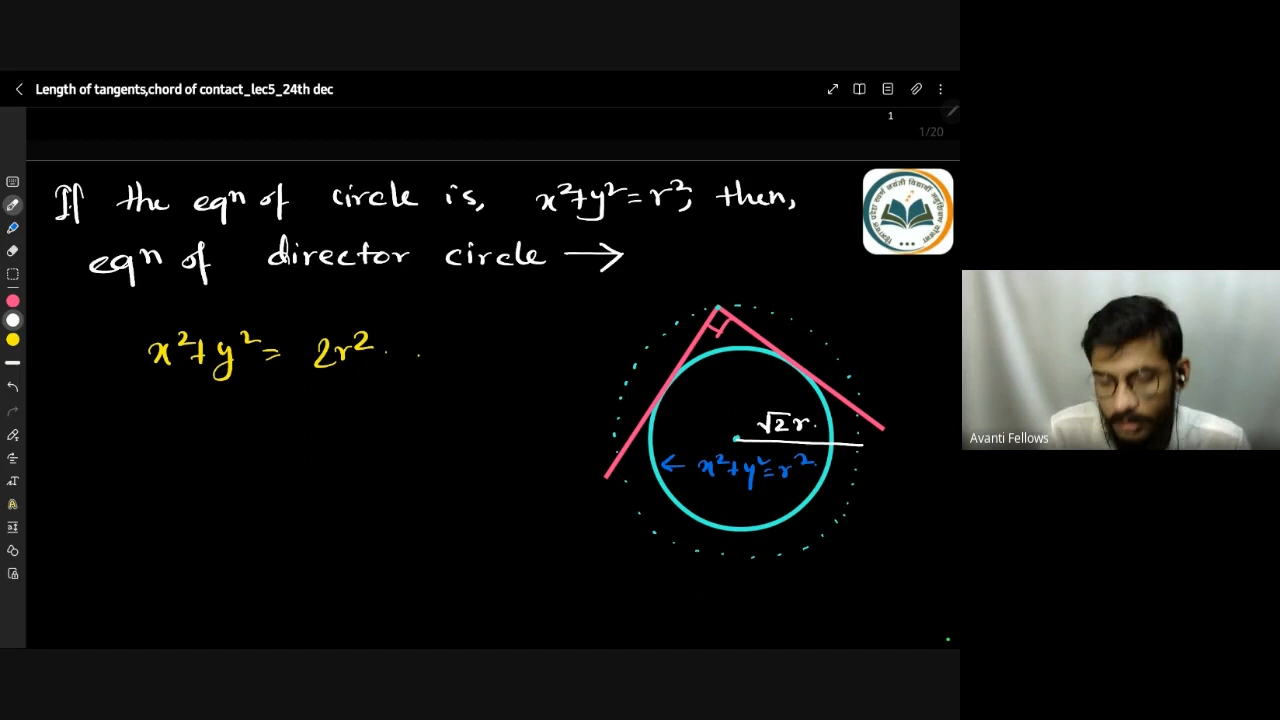 Length of tangents,chord of contact_lec5_24th dec
1
1/20
If the eqn of circle is, x²+y²=r², then,
eqn of director circle →
x²+y²= 2r².
√2r.
← x²+y²=r².
Avanti Fellows